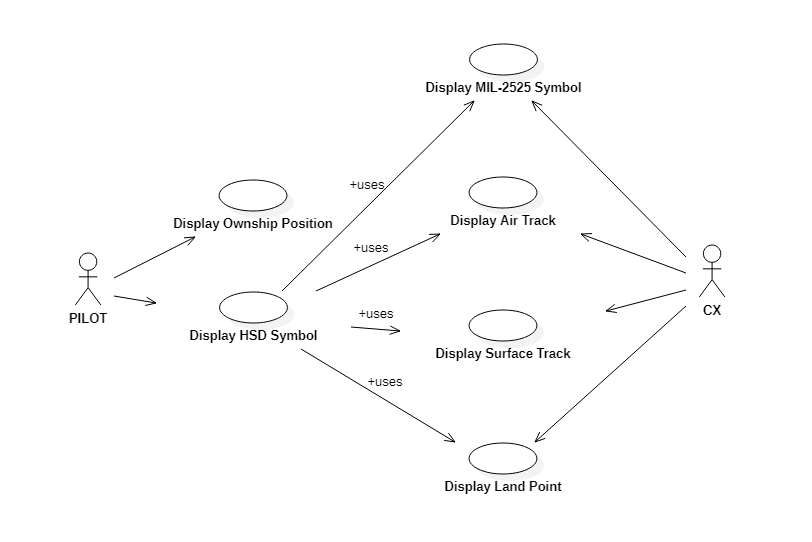 Display MIL-2525 Symbol
+uses
Display Ownship Position
Display Air Track
+uses
PILOT
CX
+uses
Display HSD Symbol
Display Surface Track
+uses
Display Land Point